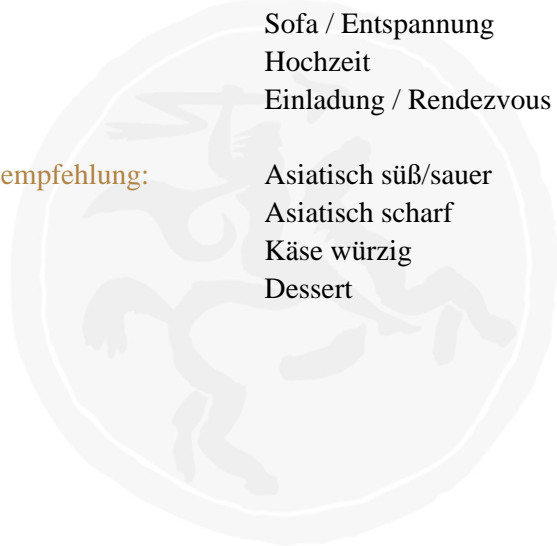 Sofa / Entspannung
Hochzeit
Einladung / Rendezvous
empfehlung: Asiatisch süß/sauer
Asiatisch scharf
Käse würzig
Dessert